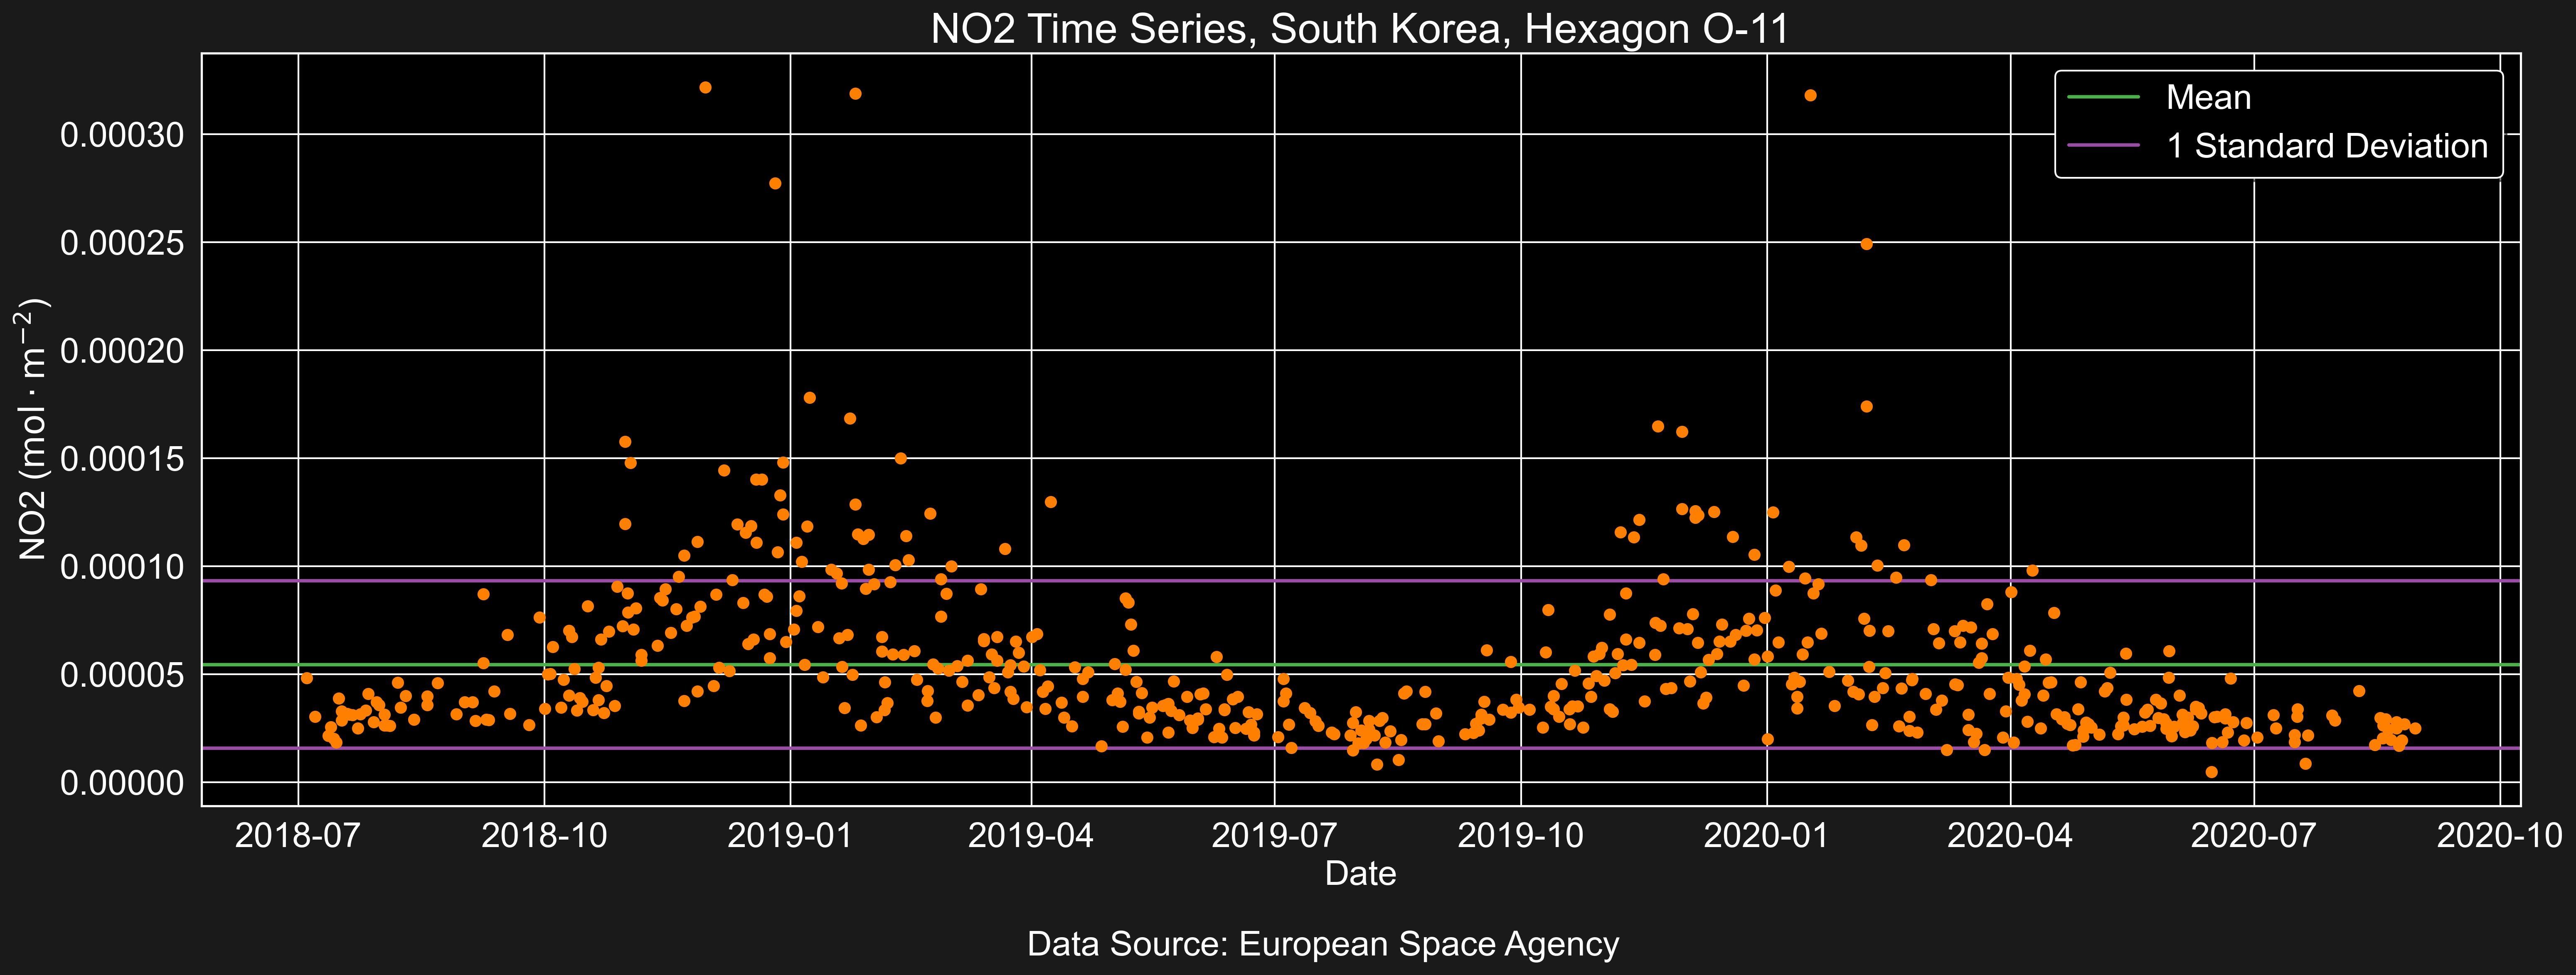 NO2 Time Series, South Korea, Hexagon O-11
Mean
1 Standard Deviation
NO2 (mol · m⁻²)
0.00030
0.00025
0.00020
0.00015
0.00010
0.00005
0.00000
2018-07 2018-10 2019-01 2019-04 2019-07 2019-10 2020-01 2020-04 2020-07 2020-10
Date
Data Source: European Space Agency